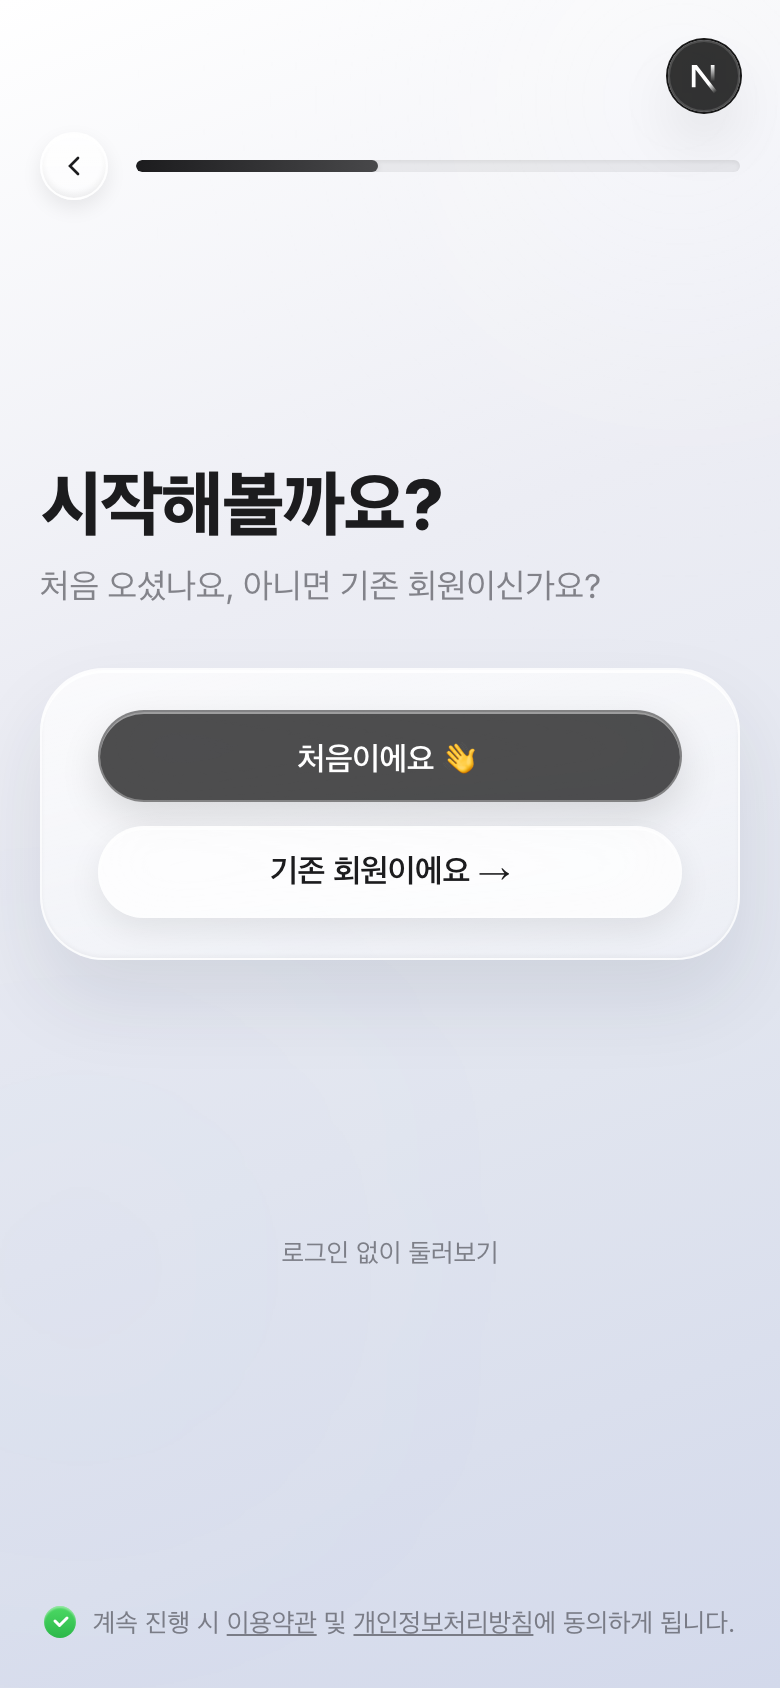 N
시작해볼까요?
처음 오셨나요, 아니면 기존 회원이신가요?
처음이에요 👋
기존 회원이에요 →
로그인 없이 둘러보기
계속 진행 시 이용약관 및 개인정보처리방침에 동의하게 됩니다.